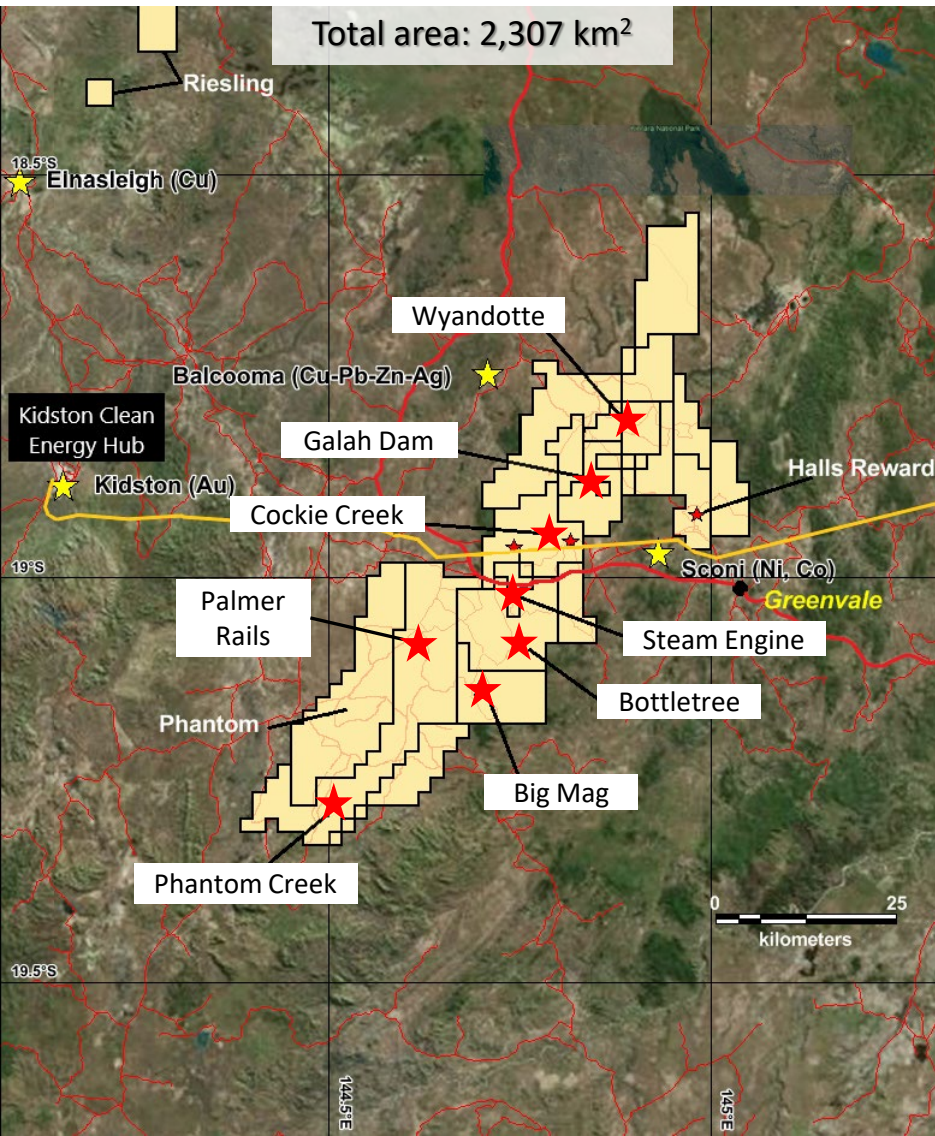 Total area: 2,307 km²
Riesling
18.5°S
Einasleigh (Cu)
Wyandotte
Balcooma (Cu-Pb-Zn-Ag)
Kidston Clean
Energy Hub
Galah Dam
Halls Reward
Kidston (Au)
Cockie Creek
19°S
Sconi (Ni, Co)
Greenvale
Palmer
Rails
Steam Engine
Bottletree
Phantom
Big Mag
Phantom Creek
0 25
kilometers
19.5°S
144.5°E
145°E